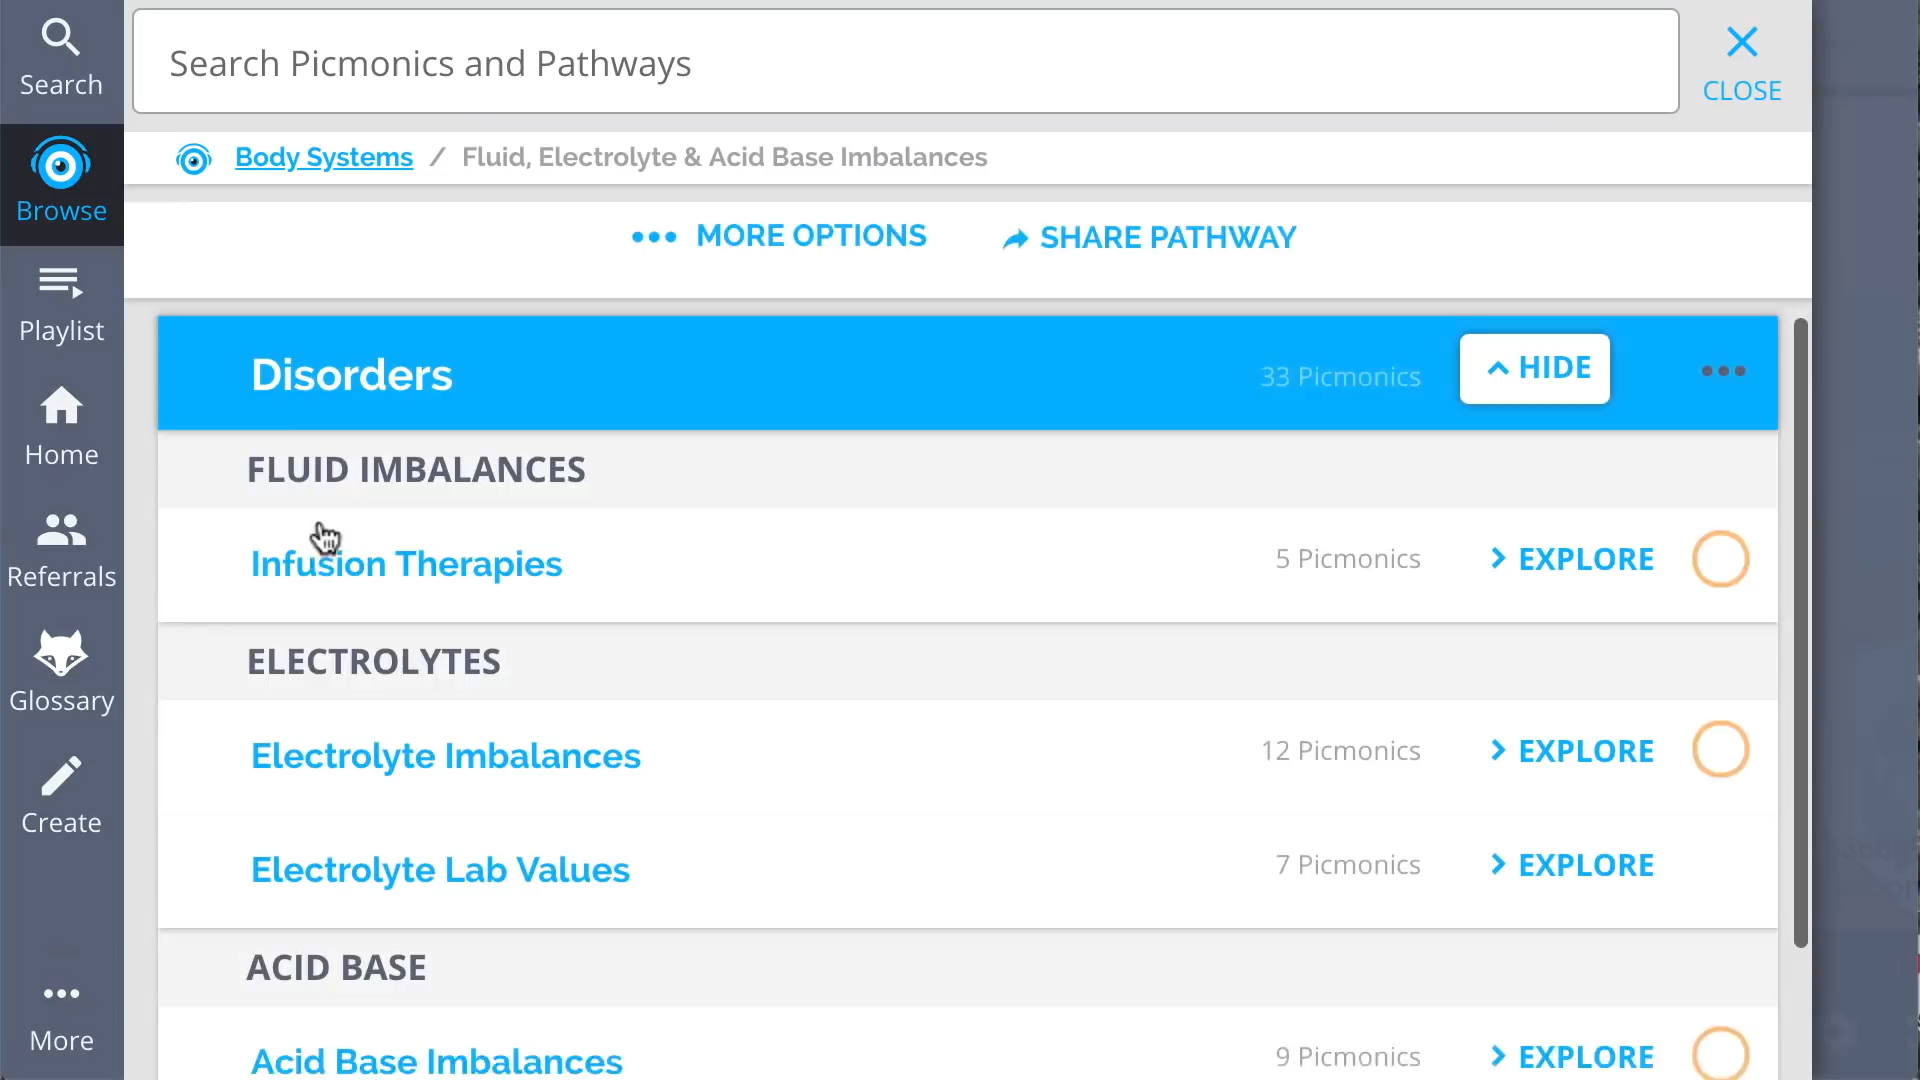 Search
Search Picmonics and Pathways
CLOSE
Body Systems / Fluid, Electrolyte & Acid Base Imbalances
Browse
MORE OPTIONS
SHARE PATHWAY
Playlist
Home
Referrals
Glossary
Create
More
Disorders
33 Picmonics
HIDE
FLUID IMBALANCES
Infusion Therapies
5 Picmonics
EXPLORE
ELECTROLYTES
Electrolyte Imbalances
12 Picmonics
EXPLORE
Electrolyte Lab Values
7 Picmonics
EXPLORE
ACID BASE
Acid Base Imbalances
9 Picmonics
EXPLORE